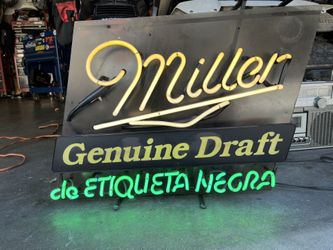 Miller
Genuine Draft
de ETIQUETA NEGRA